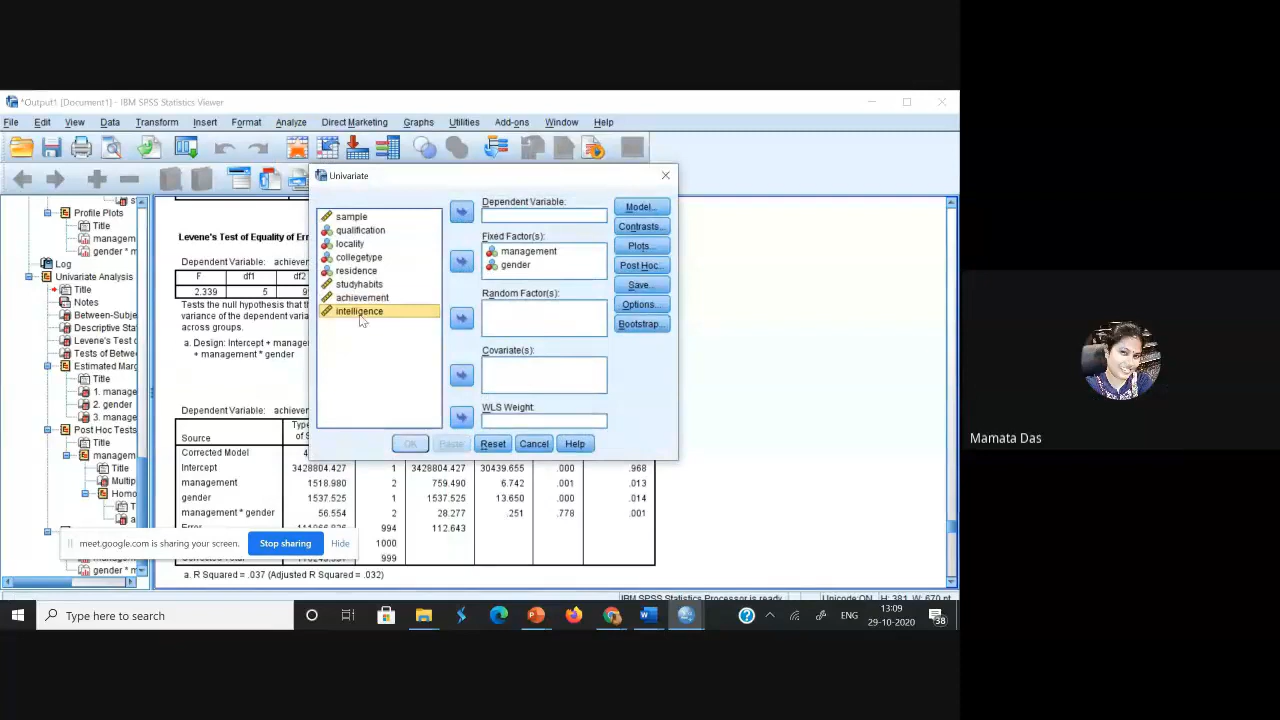 *Output1 [Document1] - IBM SPSS Statistics Viewer
File Edit View Data Transform Insert Format Analyze Direct Marketing Graphs Utilities Add-ons Window Help
Profile Plots
Title
managem
gender * m
Log
Univariate Analysis
Title
Notes
Between-Subje
Descriptive Stat
Levene's Test o
Tests of Betwe
Estimated Marg
Title
1. manage
2. gender
3. manage
Post Hoc Tests
Title
managem
Title
Multip
Homo
T
a
gender * m
Levene's Test of Equality of Err
Dependent Variable: achiever
F df1 df2
2.339 5 9
Tests the null hypothesis that th
variance of the dependent varia
across groups.
a. Design: Intercept + manage
+ management * gender
Dependent Variable: achiever
Source
Corrected Model
Intercept 3428804.427 1 3428804.427 30439.655 .000 .968
management 1518.980 2 759.490 6.742 .001 .013
gender 1537.525 1 1537.525 13.650 .000 .014
management * gender 56.554 2 28.277 .251 .778 .001
Error 994 112.643
1000
999
a. R Squared = .037 (Adjusted R Squared = .032)
Univariate
sample
qualification
locality
collegetype
residence
studyhabits
achievement
intelligence
Dependent Variable:
Fixed Factor(s):
management
gender
Random Factor(s):
Covariate(s):
WLS Weight:
Model...
Contrasts...
Plots...
Post Hoc...
Save...
Options...
Bootstrap...
OK Paste Reset Cancel Help
meet.google.com is sharing your screen. Stop sharing Hide
IBM SPSS Statistics Processor is ready Unicode:ON H: 381, W: 670 pt
Type here to search
ENG
13:09
29-10-2020
38
Mamata Das